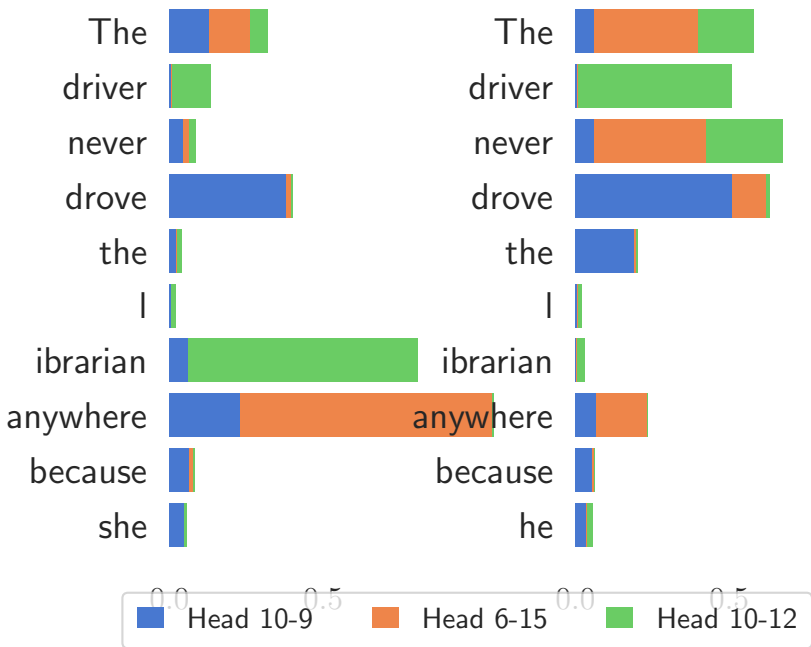 The The
driver driver
never never
drove drove
the the
l l
ibrarian ibrarian
anywhere anywhere
because because
she he
0.0 0.5 0.0 0.5
Head 10-9 Head 6-15 Head 10-12